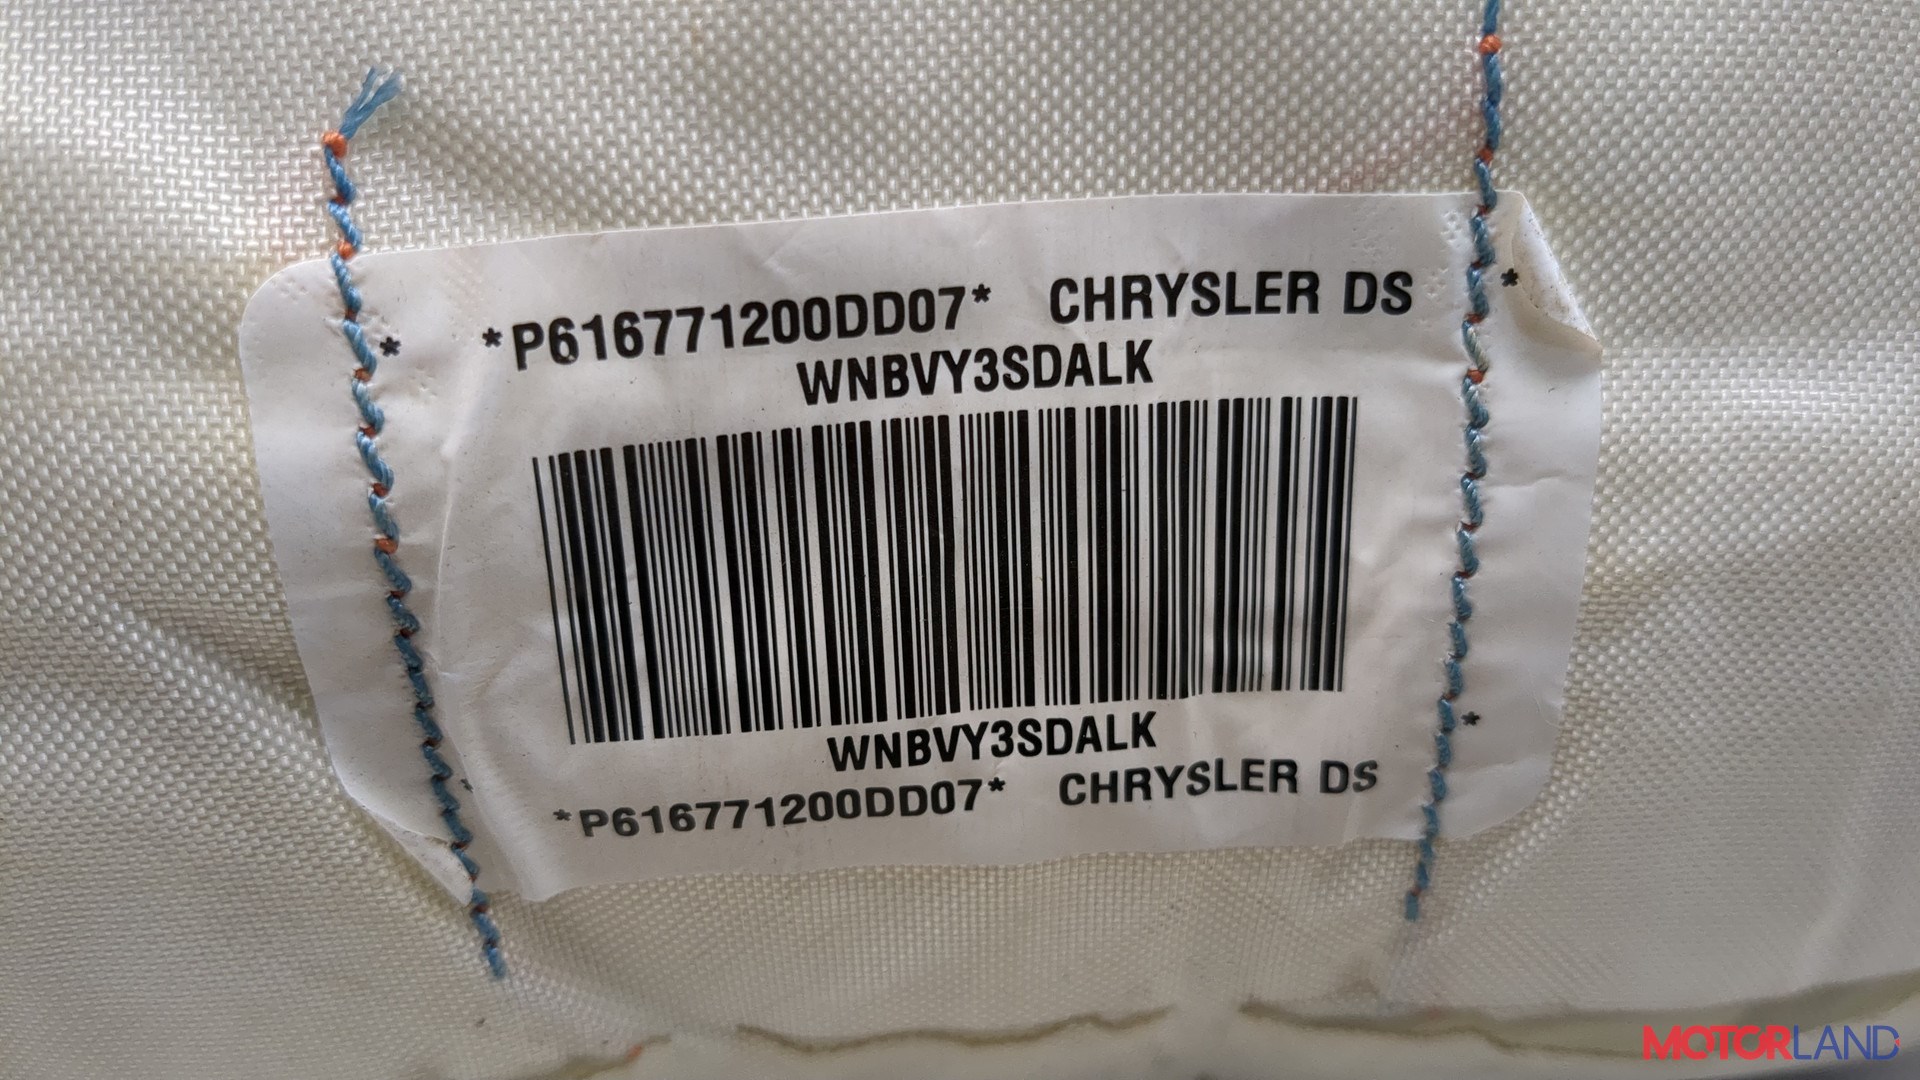 *P616771200DD07* CHRYSLER DS
WNBVY3SDALK
WNBVY3SDALK
*P616771200DD07* CHRYSLER DS
MOTORLAND